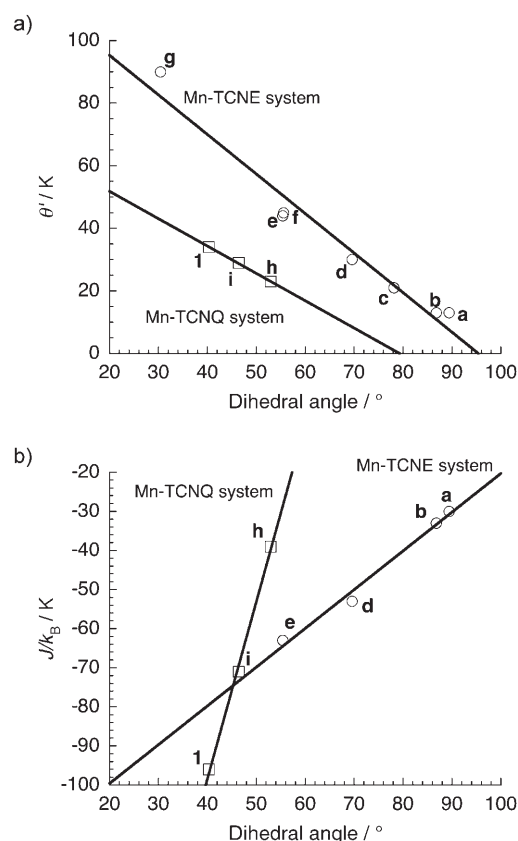 a)
100
80
60
40
20
0
θ' / K
g
Mn-TCNE system
e
f
1
i
h
d
c
b
a
Mn-TCNQ system
20 30 40 50 60 70 80 90 100
Dihedral angle / °
b)
-20
-30
-40
-50
-60
-70
-80
-90
-100
J/kB / K
Mn-TCNE system
Mn-TCNQ system
a
b
h
d
e
i
1
20 30 40 50 60 70 80 90 100
Dihedral angle / °